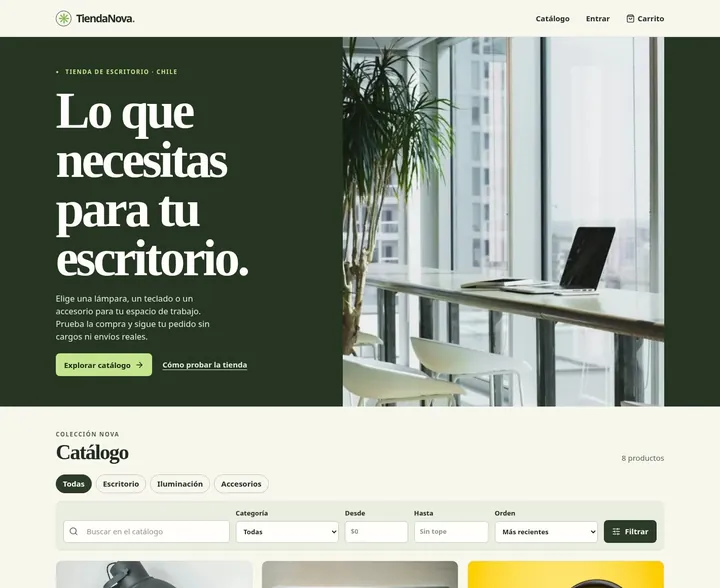 TiendaNova.
Catálogo
Entrar
Carrito
TIENDA DE ESCRITORIO · CHILE
Lo que
necesitas
para tu
escritorio.
Elige una lámpara, un teclado o un
accesorio para tu espacio de trabajo.
Prueba la compra y sigue tu pedido sin
cargos ni envíos reales.
Explorar catálogo →
Cómo probar la tienda
COLECCIÓN NOVA
Catálogo
8 productos
Todas
Escritorio
Iluminación
Accesorios
Categoría
Desde
Hasta
Orden
Buscar en el catálogo
Todas
$0
Sin tope
Más recientes
Filtrar